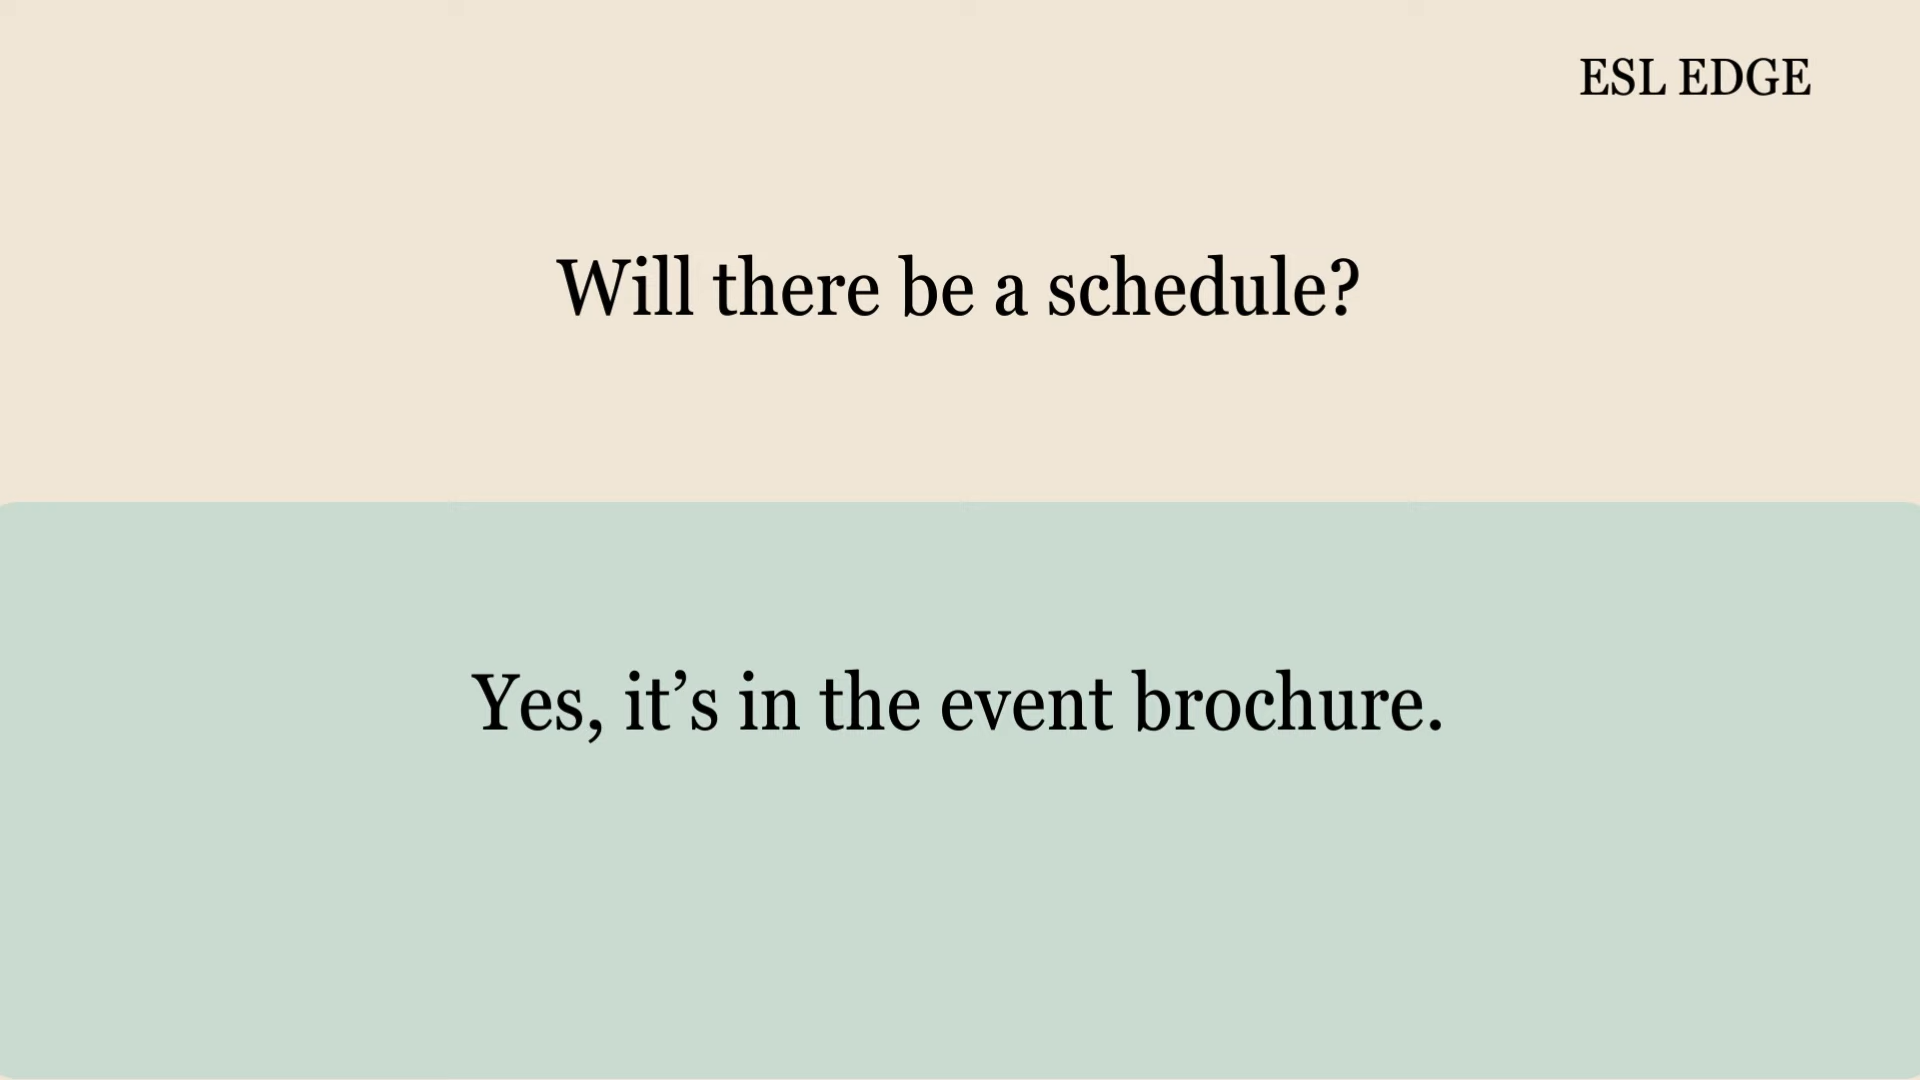 ESL EDGE
Will there be a schedule?
Yes, it’s in the event brochure.